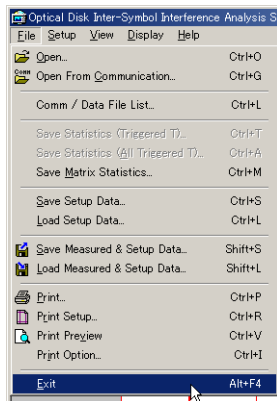 Optical Disk Inter-Symbol Interference Analysis S
File Setup View Display Help
Open... Ctrl+O
Open From Communication... Ctrl+G
Comm / Data File List... Ctrl+L
Save Statistics (Triggered T)... Ctrl+T
Save Statistics (All Triggered T)... Ctrl+A
Save Matrix Statistics... Ctrl+M
Save Setup Data... Ctrl+S
Load Setup Data... Ctrl+L
Save Measured & Setup Data... Shift+S
Load Measured & Setup Data... Shift+L
Print... Ctrl+P
Print Setup... Ctrl+R
Print Preview Ctrl+V
Print Option... Ctrl+I
Exit Alt+F4